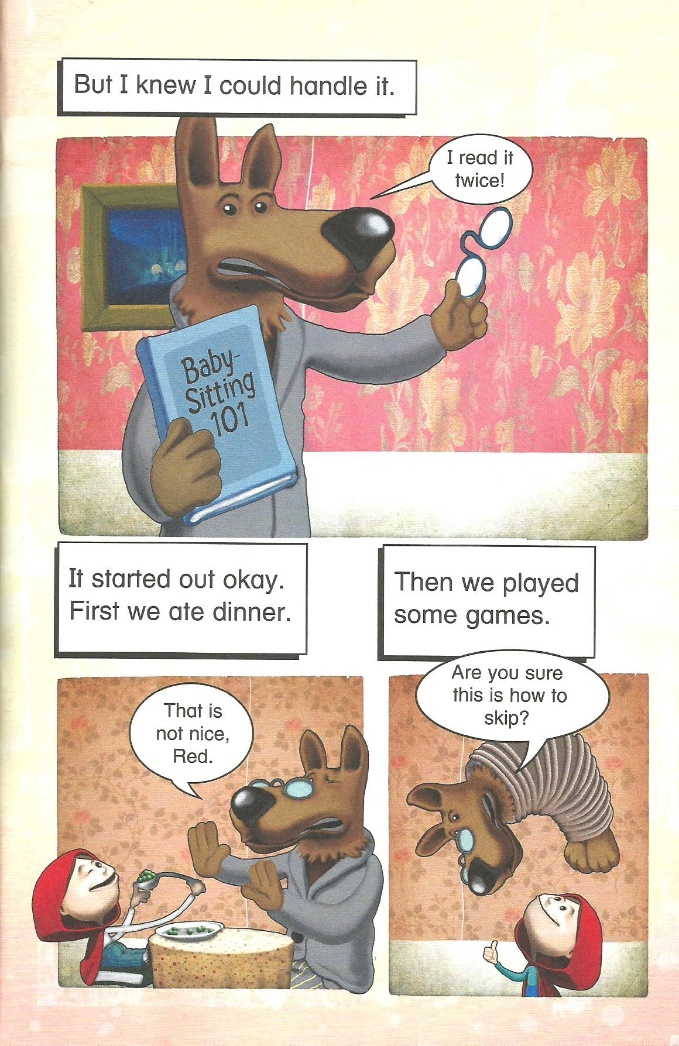 But I knew I could handle it.
I read it
twice!
Baby-
Sitting
101
It started out okay.
First we ate dinner.
Then we played
some games.
That is
not nice,
Red.
Are you sure
this is how to
skip?